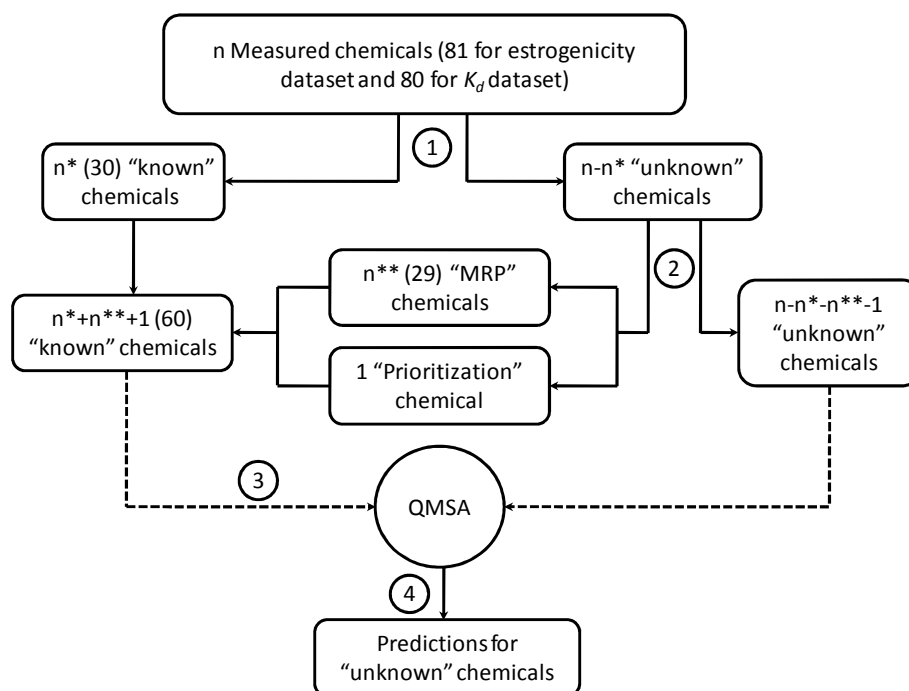 n Measured chemicals (81 for estrogenicity
dataset and 80 for Kd dataset)
1
n* (30) “known”
chemicals
n-n* “unknown”
chemicals
2
n** (29) “MRP”
chemicals
n*+n**+1 (60)
“known” chemicals
1 “Prioritization”
chemical
n-n*-n**-1
“unknown”
chemicals
3
QMSA
4
Predictions for
“unknown” chemicals